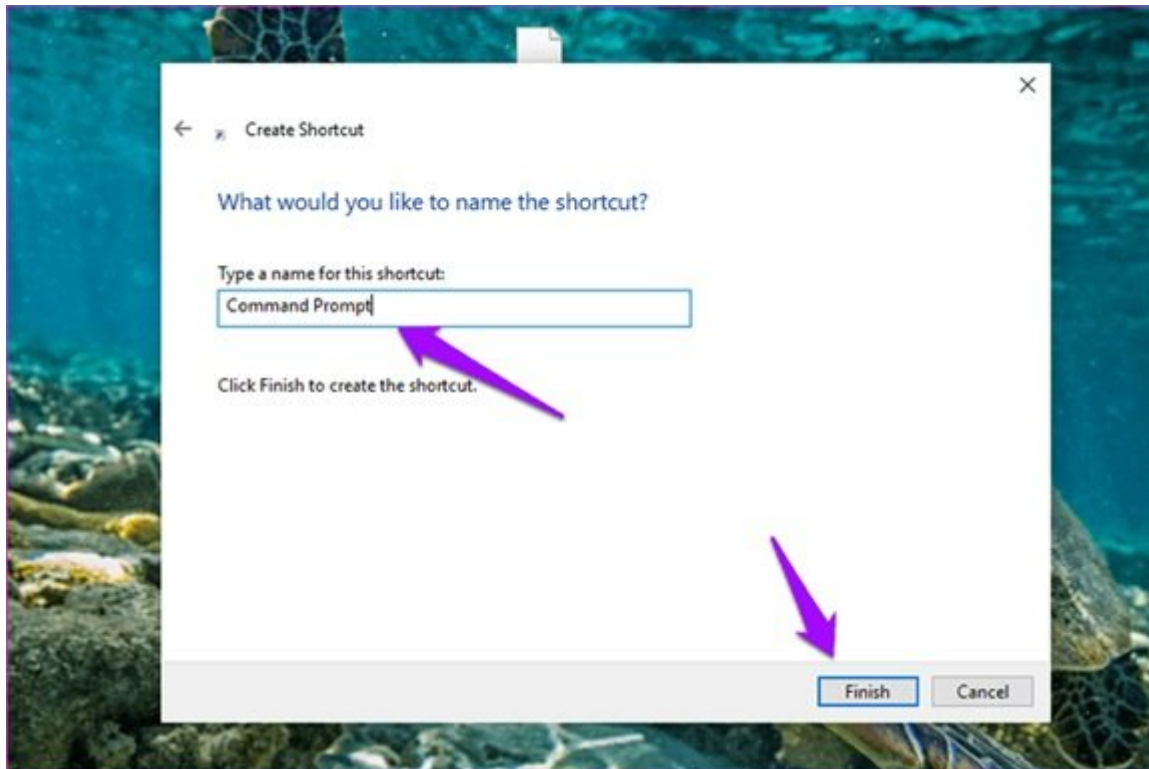 Create Shortcut
What would you like to name the shortcut?
Type a name for this shortcut:
Command Prompt
Click Finish to create the shortcut.
Finish
Cancel